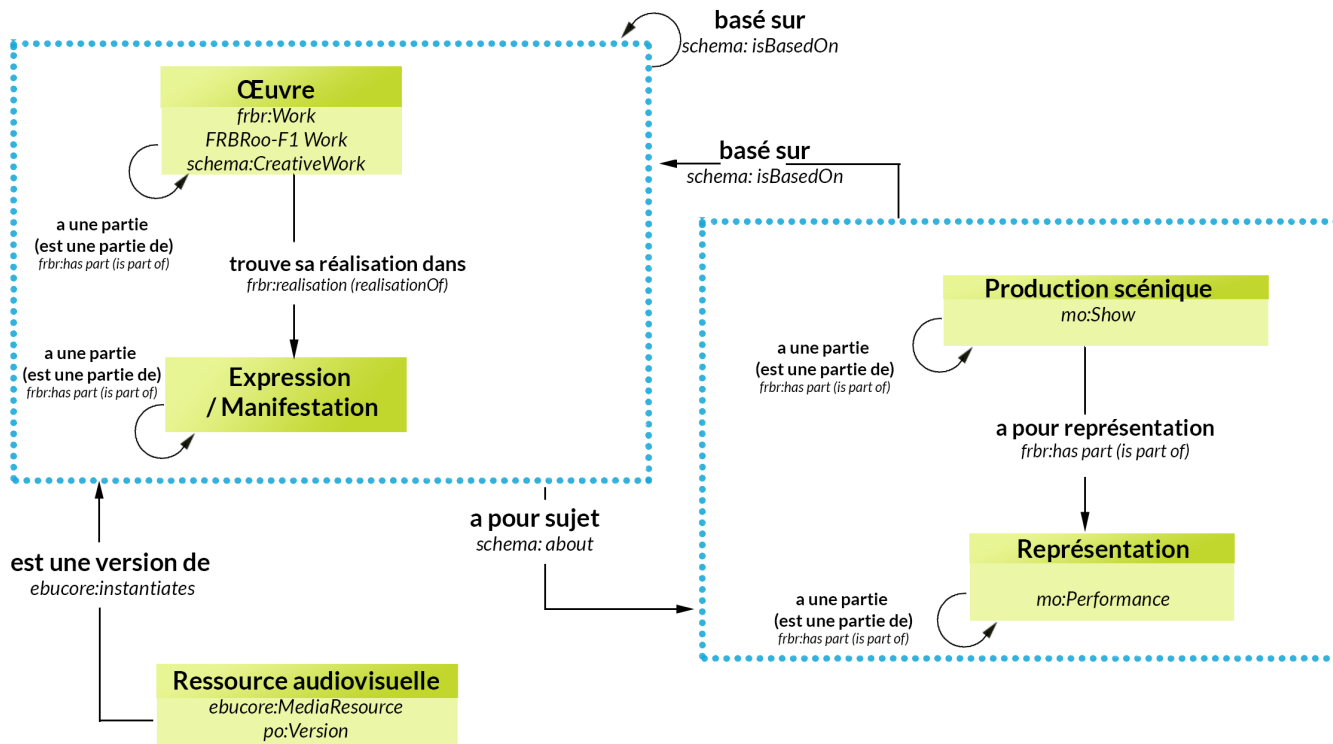 basé sur
schema: isBasedOn
Œuvre
frbr:Work
FRBRoo-F1 Work
schema:CreativeWork
a une partie
(est une partie de)
frbr:has part (is part of)
trouve sa réalisation dans
frbr:realisation (realisationOf)
a une partie
(est une partie de)
frbr:has part (is part of)
Expression
/ Manifestation
basé sur
schema: isBasedOn
Production scénique
mo:Show
a une partie
(est une partie de)
frbr:has part (is part of)
a pour représentation
frbr:has part (is part of)
Représentation
mo:Performance
a une partie
(est une partie de)
frbr:has part (is part of)
a pour sujet
schema: about
est une version de
ebucore:instantiates
Ressource audiovisuelle
ebucore:MediaResource
po:Version